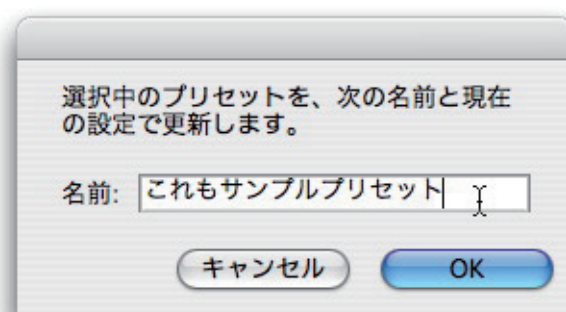 選択中のプリセットを、次の名前と現在
の設定で更新します。
名前: これもサンプルプリセット
キャンセル OK